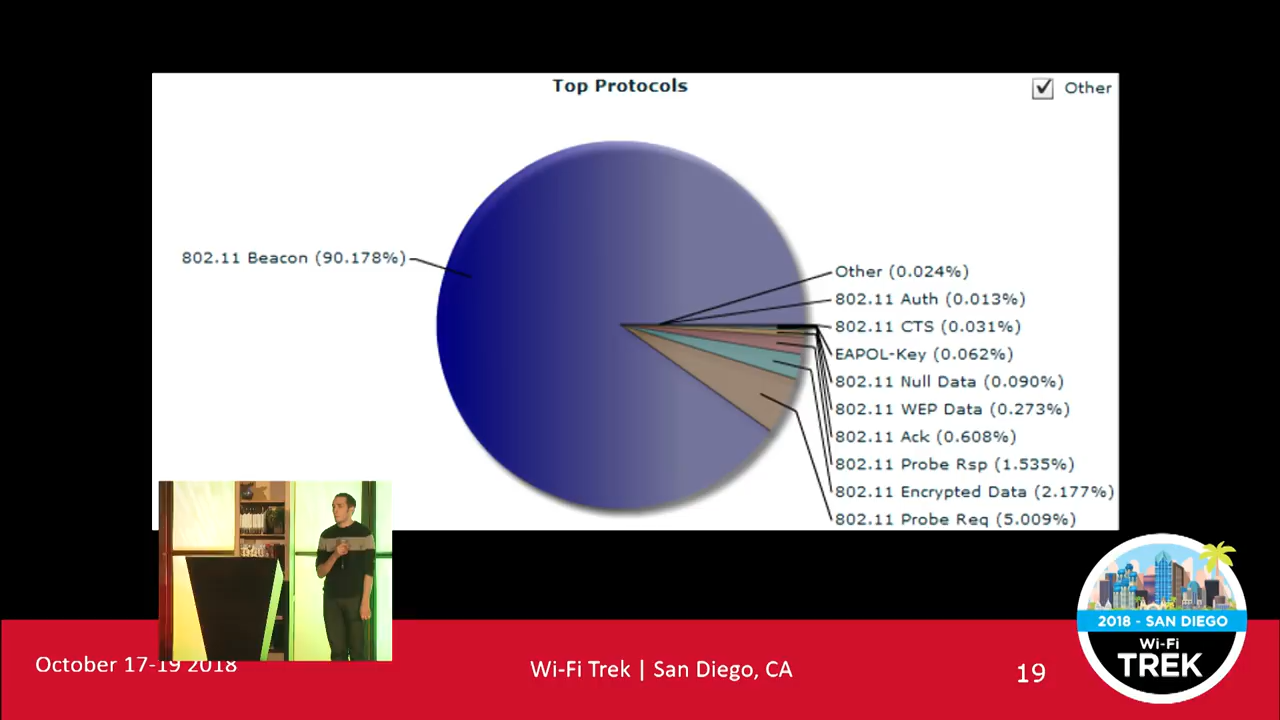 Top Protocols
Other
802.11 Beacon (90.178%)
Other (0.024%)
802.11 Auth (0.013%)
802.11 CTS (0.031%)
EAPOL-Key (0.062%)
802.11 Null Data (0.090%)
802.11 WEP Data (0.273%)
802.11 Ack (0.608%)
802.11 Probe Rsp (1.535%)
802.11 Encrypted Data (2.177%)
802.11 Probe Req (5.009%)
2018 - SAN DIEGO
Wi-Fi
TREK
October 17-19 2018
Wi-Fi Trek | San Diego, CA
19